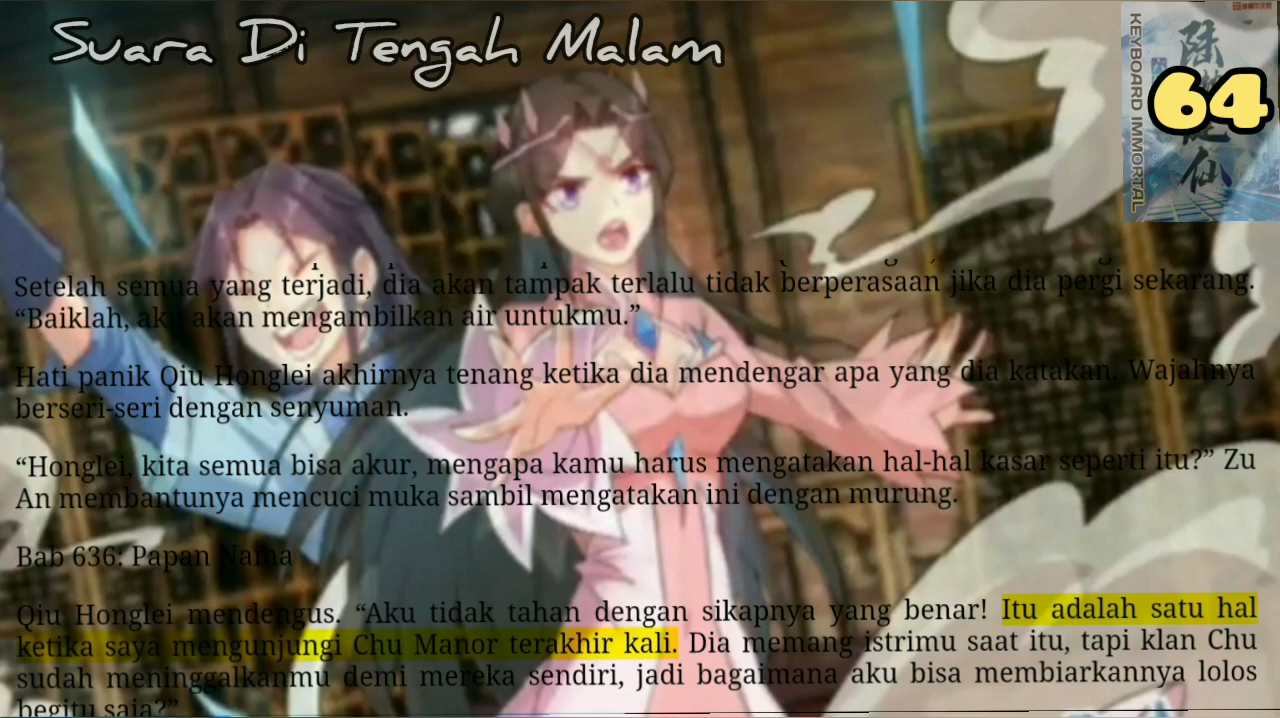 Suara Di Tengah Malam
KEYBOARD IMMORTAL
64
Setelah semua yang terjadi, dia akan tampak terlalu tidak berperasaan jika dia pergi sekarang.
“Baiklah, aku akan mengambilkan air untukmu.”
Hati panik Qiu Honglei akhirnya tenang ketika dia mendengar apa yang dia katakan. Wajahnya
berseri-seri dengan senyuman.
“Honglei, kita semua bisa akur, mengapa kamu harus mengatakan hal-hal kasar seperti itu?” Zu
An membantunya mencuci muka sambil mengatakan ini dengan murung.
Bab 636: Papan Nama
Qiu Honglei mendengus. “Aku tidak tahan dengan sikapnya yang benar! Itu adalah satu hal
ketika saya mengunjungi Chu Manor terakhir kali. Dia memang istrimu saat itu, tapi klan Chu
sudah meninggalkanmu demi mereka sendiri, jadi bagaimana aku bisa membiarkannya lolos
begitu saja?”